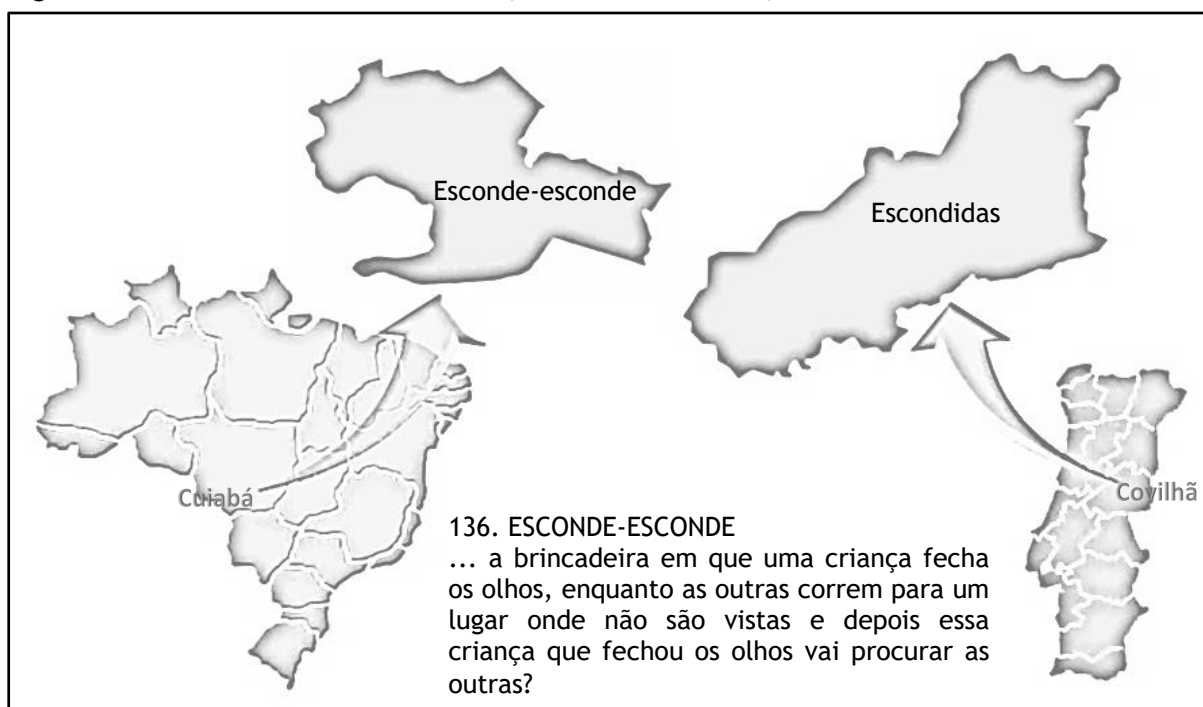 Esconde-esconde
Escondidas
Cuiabá
Covilhã
136. ESCONDE-ESCONDE
... a brincadeira em que uma criança fecha
os olhos, enquanto as outras correm para um
lugar onde não são vistas e depois essa
criança que fechou os olhos vai procurar as
outras?